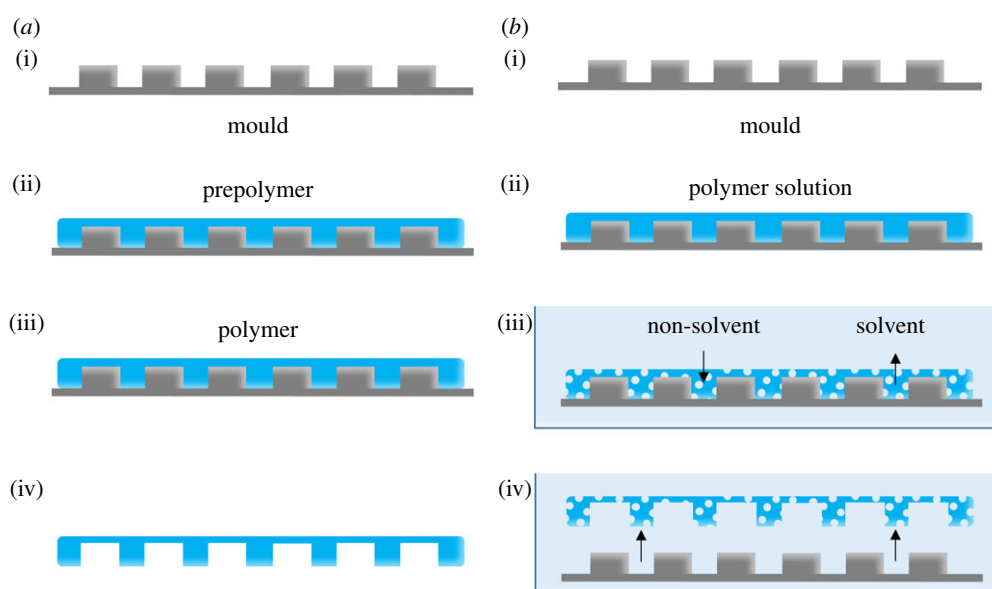 (a)
(i)
mould
(ii)
prepolymer
(iii)
polymer
(iv)
(b)
(i)
mould
(ii)
polymer solution
(iii)
non-solvent
solvent
(iv)